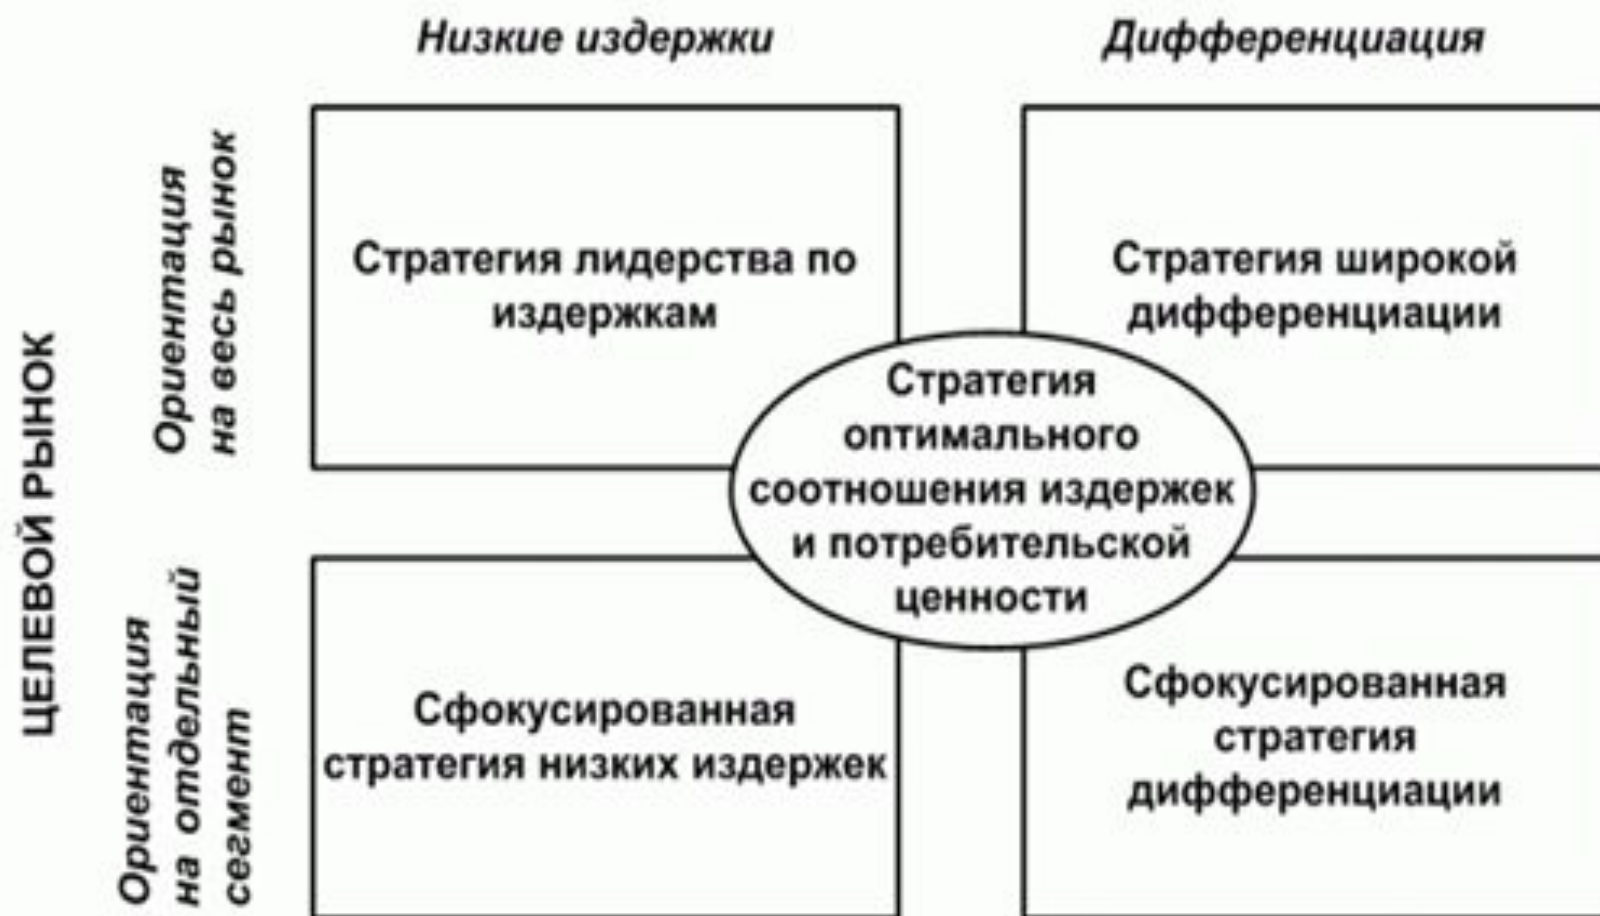 Низкие издержки
Дифференциация
ЦЕЛЕВОЙ РЫНОК
Ориентация
на весь рынок
Стратегия лидерства по
издержкам
Стратегия широкой
дифференциации
Стратегия
оптимального
соотношения издержек
и потребительской
ценности
Ориентация
на отдельный
сегмент
Сфокусированная
стратегия низких издержек
Сфокусированная
стратегия
дифференциации